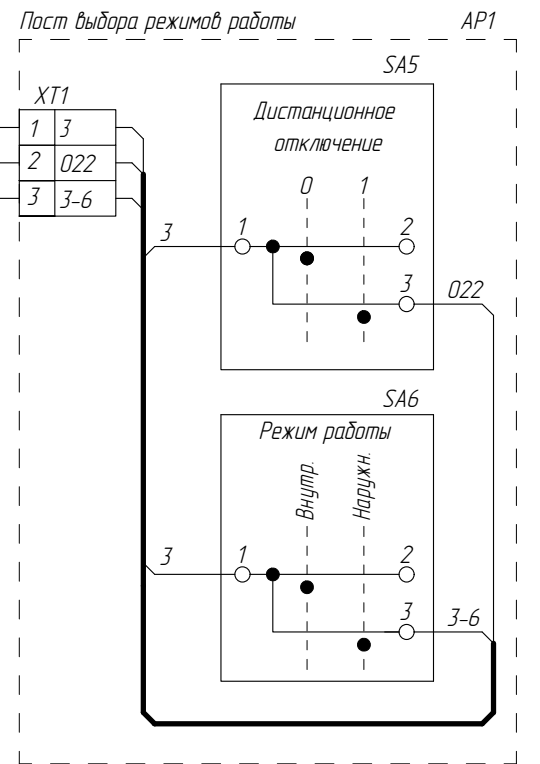 Пост выбора режимов работы AP1
SA5
XT1
1 3
2 022
3 3-6
Дистанционное
отключение
0 1
3 1 2
3 022
SA6
Режим работы
Внутр. Наружн.
3 1 2
3 3-6